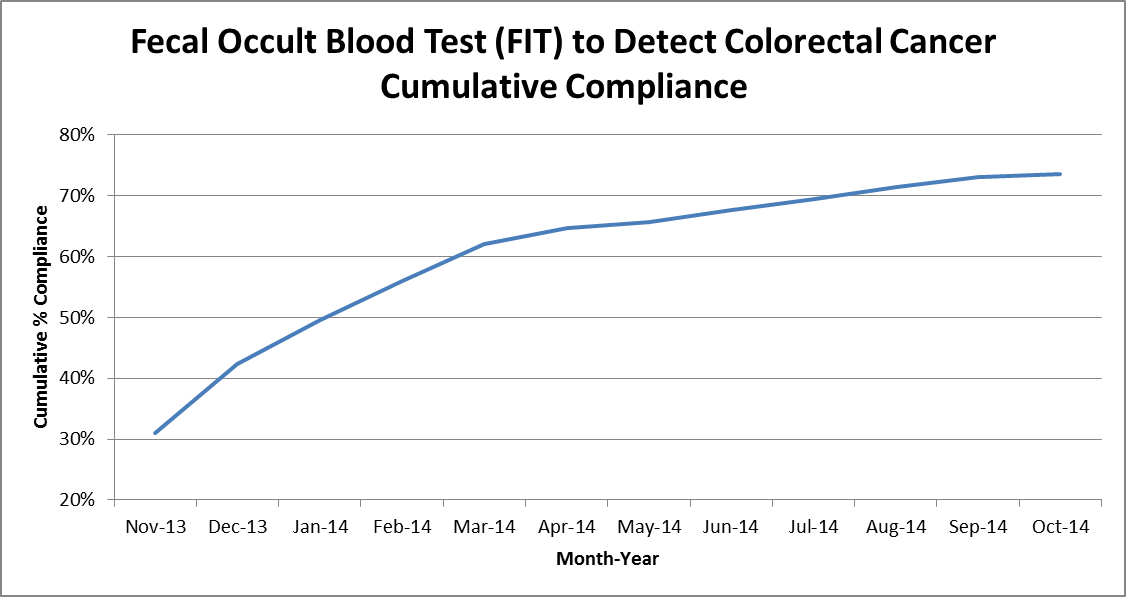 Fecal Occult Blood Test (FIT) to Detect Colorectal Cancer
Cumulative Compliance
80%
70%
60%
50%
40%
30%
20%
Cumulative % Compliance
Nov-13 Dec-13 Jan-14 Feb-14 Mar-14 Apr-14 May-14 Jun-14 Jul-14 Aug-14 Sep-14 Oct-14
Month-Year